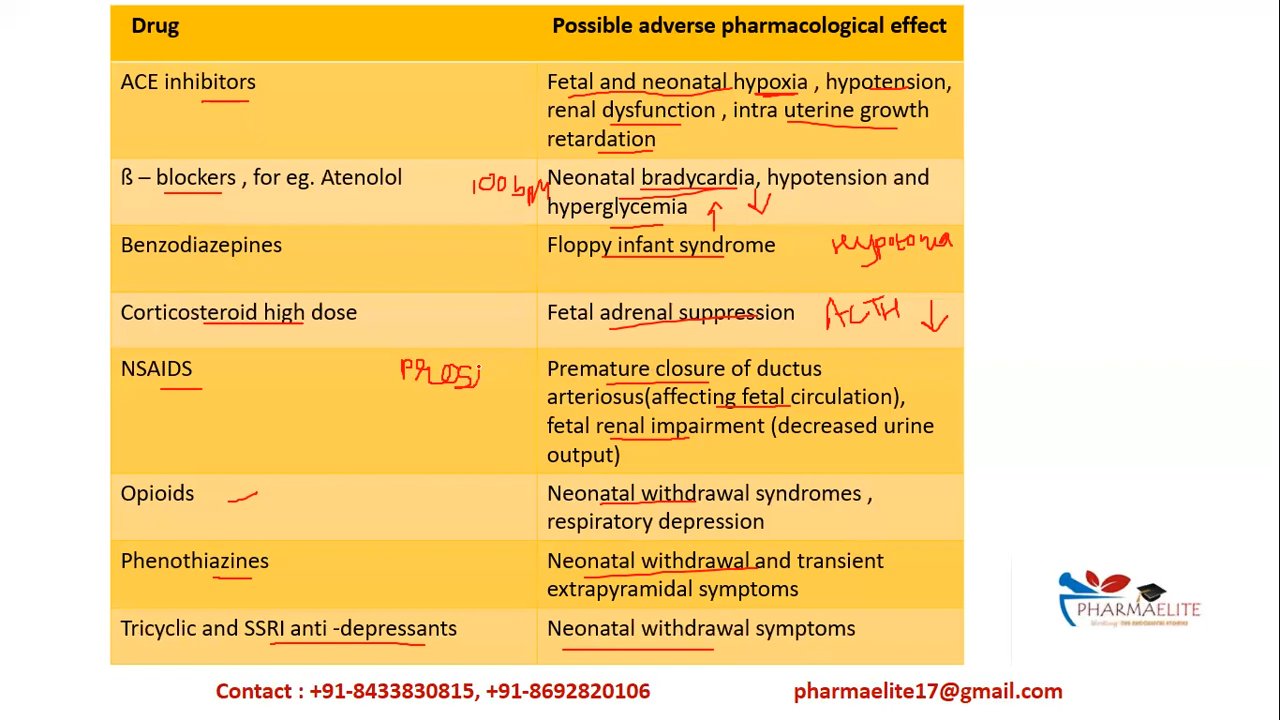 Drug Possible adverse pharmacological effect
ACE inhibitors Fetal and neonatal hypoxia , hypotension,
renal dysfunction , intra uterine growth
retardation
ß – blockers , for eg. Atenolol 100 bpm Neonatal bradycardia, hypotension and
hyperglycemia
Benzodiazepines Floppy infant syndrome Hypotonia
Corticosteroid high dose Fetal adrenal suppression ACTH
NSAIDS Premature closure of ductus
arteriosus(affecting fetal circulation),
fetal renal impairment (decreased urine
output)
Opioids Neonatal withdrawal syndromes ,
respiratory depression
Phenothiazines Neonatal withdrawal and transient
extrapyramidal symptoms
Tricyclic and SSRI anti -depressants Neonatal withdrawal symptoms
PHARMAELITE
Contact : +91-8433830815, +91-8692820106 pharmaelite17@gmail.com